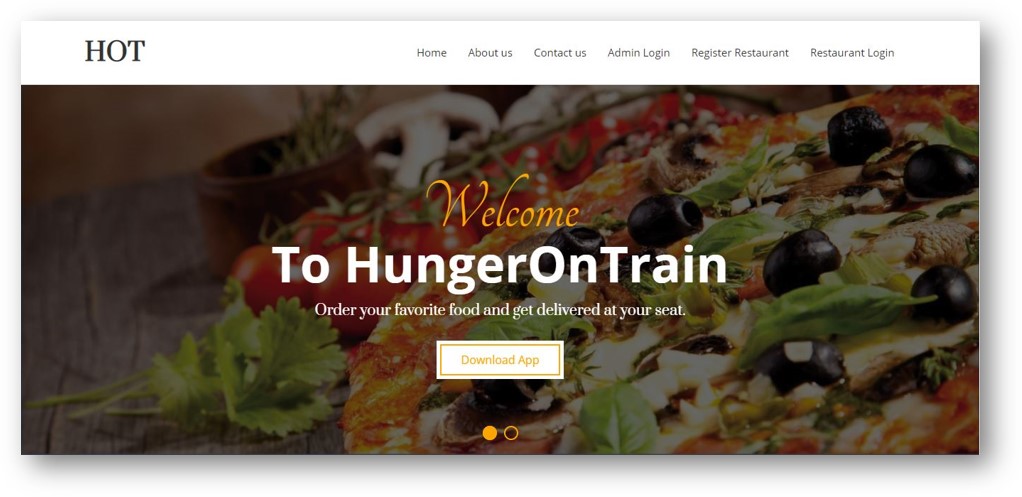 HOT
Home About us Contact us Admin Login Register Restaurant Restaurant Login
Welcome
To HungerOnTrain
Order your favorite food and get delivered at your seat.
Download App